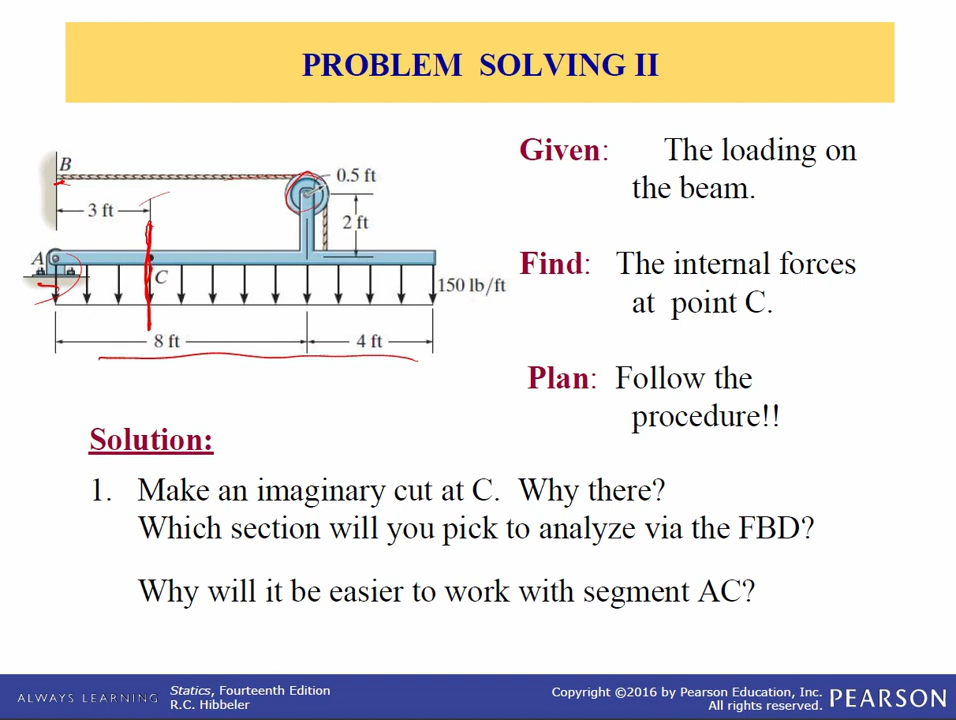 PROBLEM SOLVING II
B
0.5 ft
3 ft
2 ft
A
C
150 lb/ft
8 ft
4 ft
Given: The loading on
the beam.
Find: The internal forces
at point C.
Plan: Follow the
procedure!!
Solution:
1. Make an imaginary cut at C. Why there?
Which section will you pick to analyze via the FBD?
Why will it be easier to work with segment AC?
ALWAYS LEARNING
Statics, Fourteenth Edition
R.C. Hibbeler
Copyright ©2016 by Pearson Education, Inc.
All rights reserved.
PEARSON